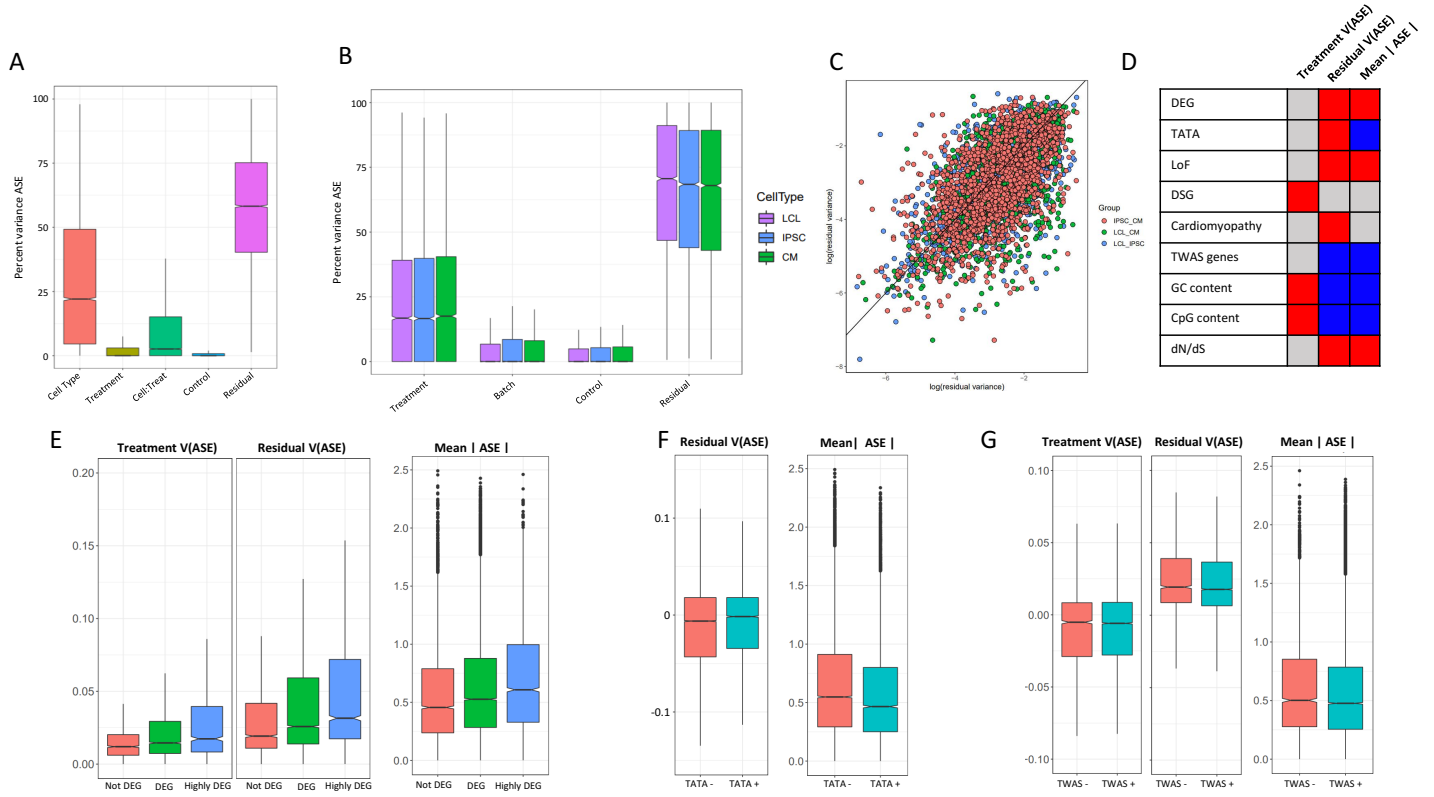 A
Percent variance ASE
100
75
50
25
0
Cell Type
Treatment
Cell:Treat
Control
Residual
B
Percent variance ASE
100
75
50
25
0
Treatment
Batch
Control
Residual
CellType
LCL
IPSC
CM
C
log(residual variance)
-2
-4
-6
-8
-6
-4
-2
log(residual variance)
Group
IPSC_CM
LCL_CM
LCL_IPSC
D
Treatment V(ASE)
Residual V(ASE)
Mean | ASE |
DEG
TATA
LoF
DSG
Cardiomyopathy
TWAS genes
GC content
CpG content
dN/dS
E
Treatment V(ASE)
Residual V(ASE)
Mean | ASE |
0.20
0.15
0.10
0.05
0.00
Not DEG
DEG
Highly DEG
Not DEG
DEG
Highly DEG
2.5
2.0
1.5
1.0
0.5
0.0
Not DEG
DEG
Highly DEG
F
Residual V(ASE)
Mean| ASE |
0.1
0
-0.1
TATA -
TATA +
2.5
2.0
1.5
1.0
0.5
0.0
TATA -
TATA +
G
Treatment V(ASE)
Residual V(ASE)
Mean | ASE |
0.10
0.05
0.00
-0.05
-0.10
TWAS -
TWAS +
TWAS -
TWAS +
2.5
2.0
1.5
1.0
0.5
0.0
TWAS -
TWAS +